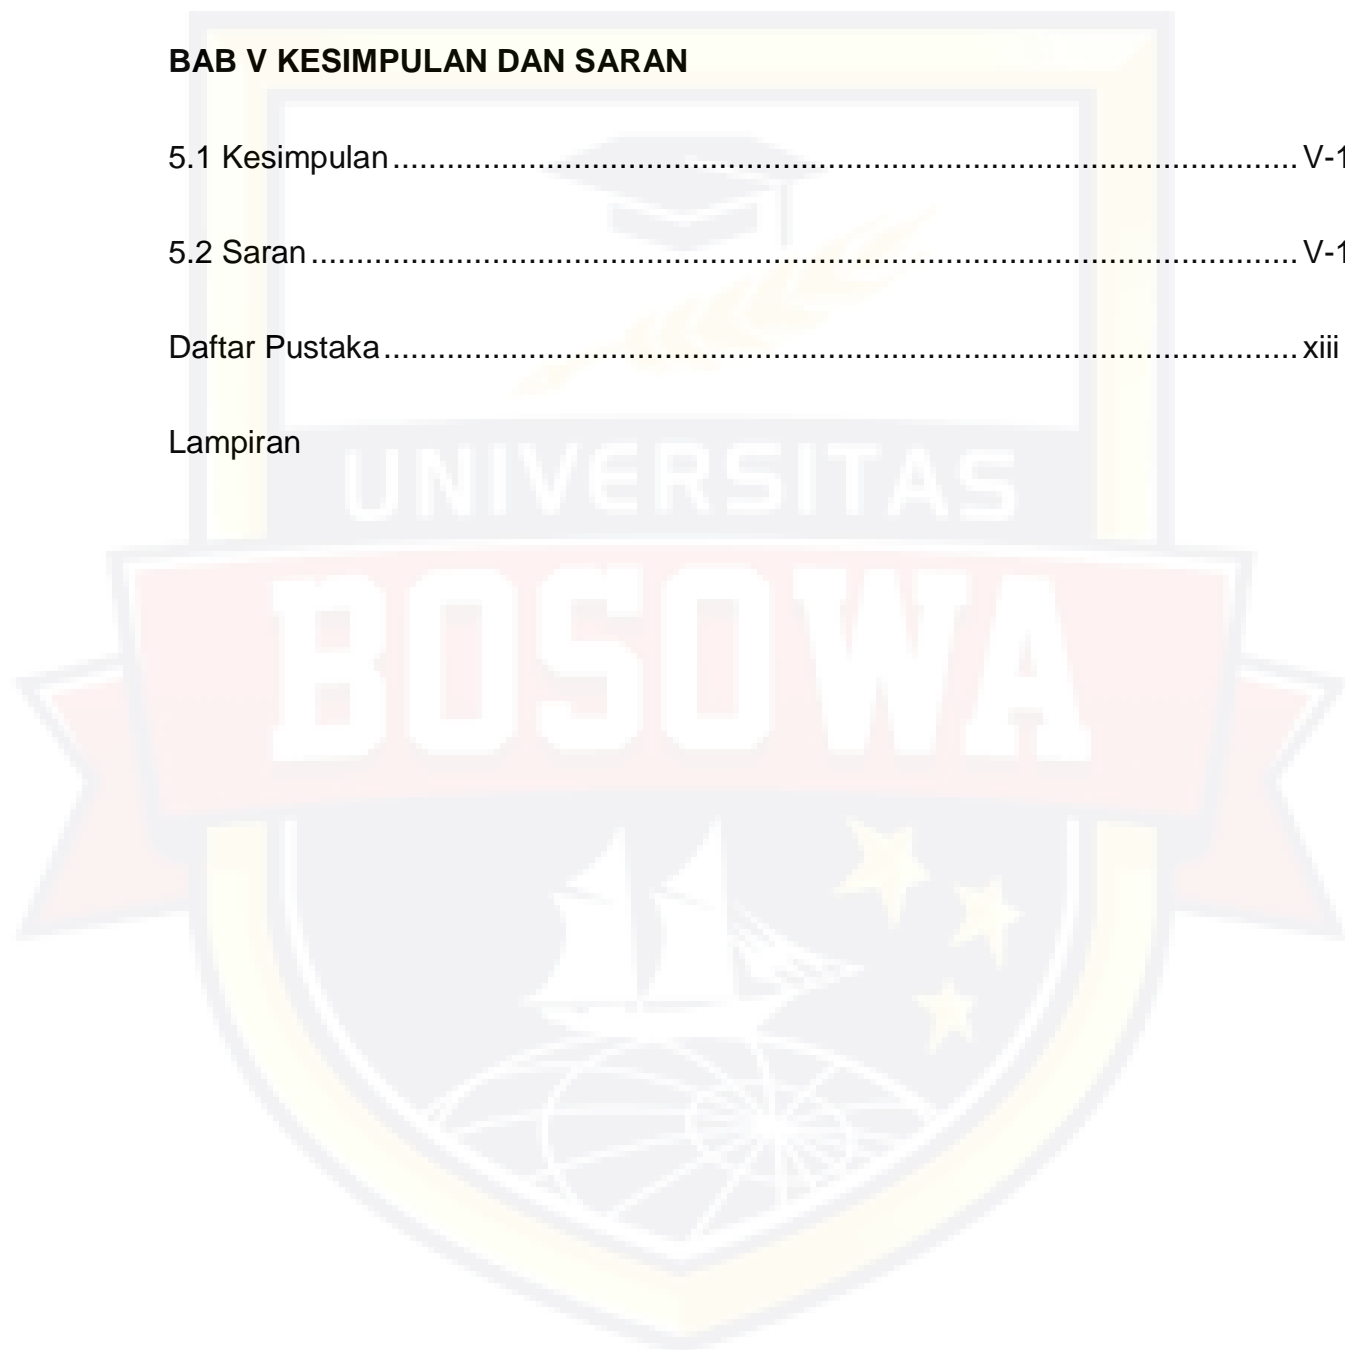 BAB V KESIMPULAN DAN SARAN
5.1 Kesimpulan.....................................................................................................V-1
5.2 Saran..............................................................................................................V-1
Daftar Pustaka......................................................................................................xiii
Lampiran
UNIVERSITAS
BOSOWA